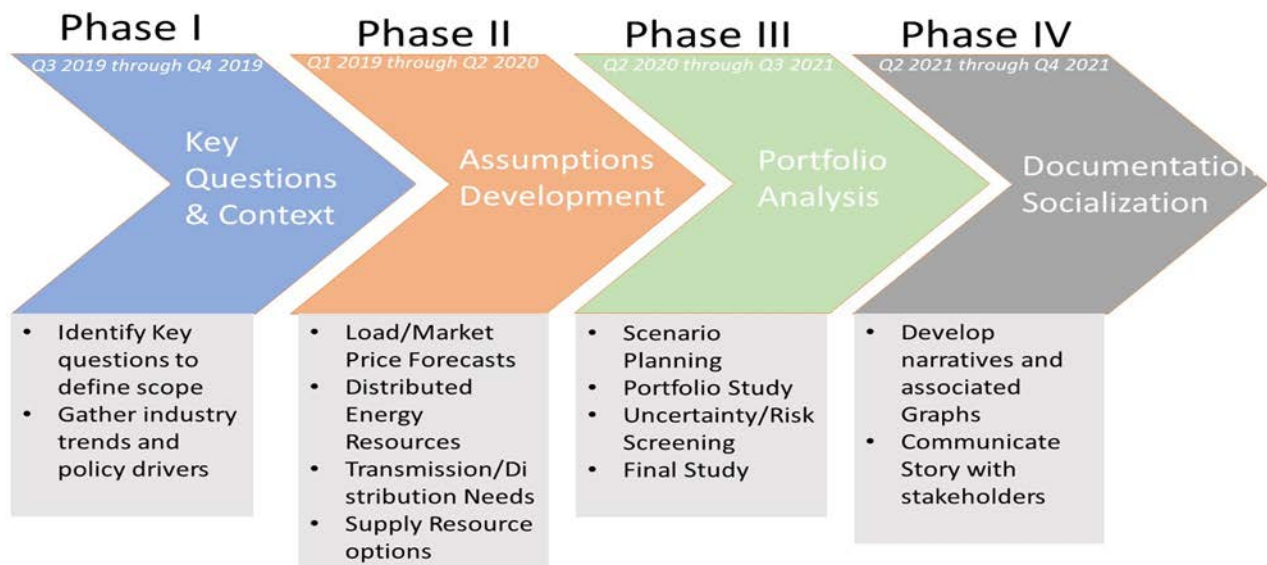 Phase I
Q3 2019 through Q4 2019
Key
Questions
& Context
• Identify Key
questions to
define scope
• Gather industry
trends and
policy drivers
Phase II
Q1 2019 through Q2 2020
Assumptions
Development
• Load/Market
Price Forecasts
• Distributed
Energy
Resources
• Transmission/Di
stribution Needs
• Supply Resource
options
Phase III
Q2 2020 through Q3 2021
Portfolio
Analysis
• Scenario
Planning
• Portfolio Study
• Uncertainty/Risk
Screening
• Final Study
Phase IV
Q2 2021 through Q4 2021
Documentation
Socialization
• Develop
narratives and
associated
Graphs
• Communicate
Story with
stakeholders